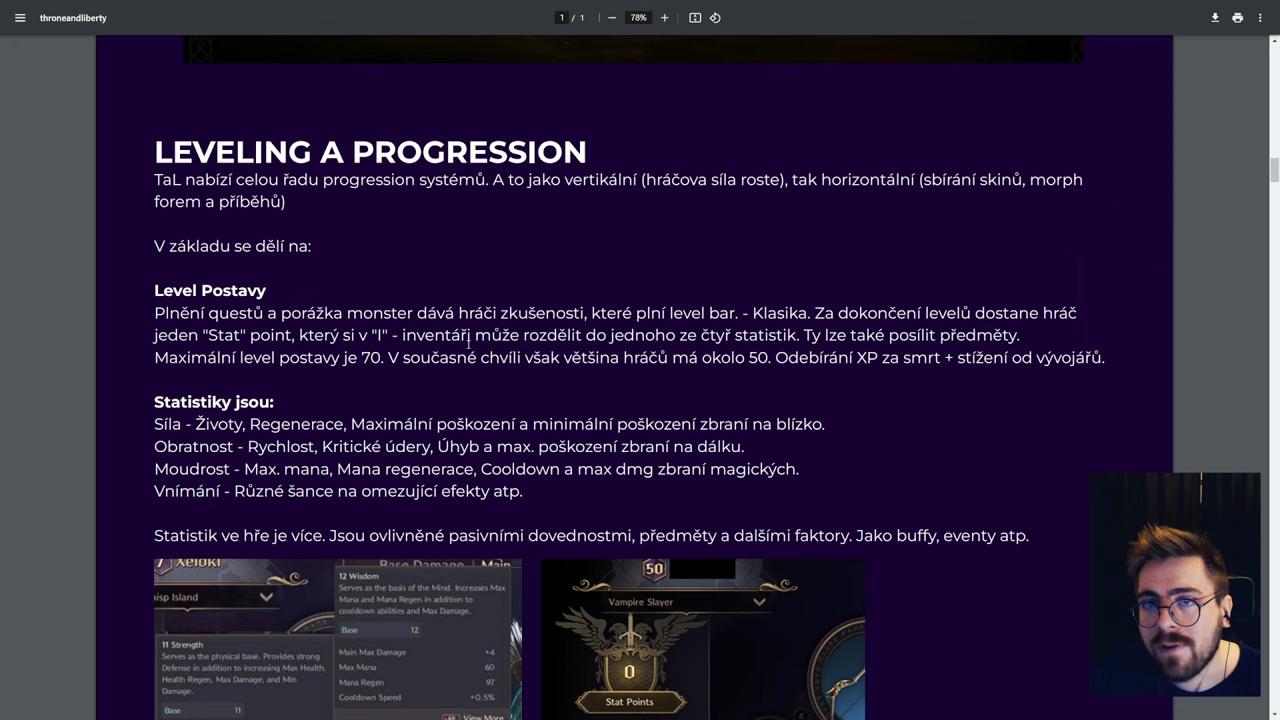 throneandliberty
1 / 1
78%
LEVELING A PROGRESSION
TaL nabízí celou řadu progression systémů. A to jako vertikální (hráčova síla roste), tak horizontální (sbírání skinů, morph
forem a příběhů)
V základu se dělí na:
Level Postavy
Plnění questů a porážka monster dává hráči zkušenosti, které plní level bar. - Klasika. Za dokončení levelů dostane hráč
jeden "Stat" point, který si v "I" - inventáři může rozdělit do jednoho ze čtyř statistik. Ty lze také posílit předměty.
Maximální level postavy je 70. V současné chvíli však většina hráčů má okolo 50. Odebírání XP za smrt + stížení od vývojářů.
Statistiky jsou:
Síla - Životy, Regenerace, Maximální poškození a minimální poškození zbraní na blízko.
Obratnost - Rychlost, Kritické údery, Úhyb a max. poškození zbraní na dálku.
Moudrost - Max. mana, Mana regenerace, Cooldown a max dmg zbraní magických.
Vnímání - Různé šance na omezující efekty atp.
Statistik ve hře je více. Jsou ovlivněné pasivními dovednostmi, předměty a dalšími faktory. Jako buffy, eventy atp.
7 Xeloki
Base Damage Main
isp Island
12 Wisdom
Serves as the basis of the Mind. Increases Max
Mana and Mana Regen in addition to
cooldown abilities and Max Damage.
Base 12
Main Max Damage +4
Max Mana 60
Mana Regen 97
Cooldown Speed +0.5%
View More
11 Strength
Serves as the physical base. Provides strong
Defense in addition to increasing Max Health,
Health Regen, Max Damage, and Min
Damage.
Base 11
50
Vampire Slayer
0
Stat Points